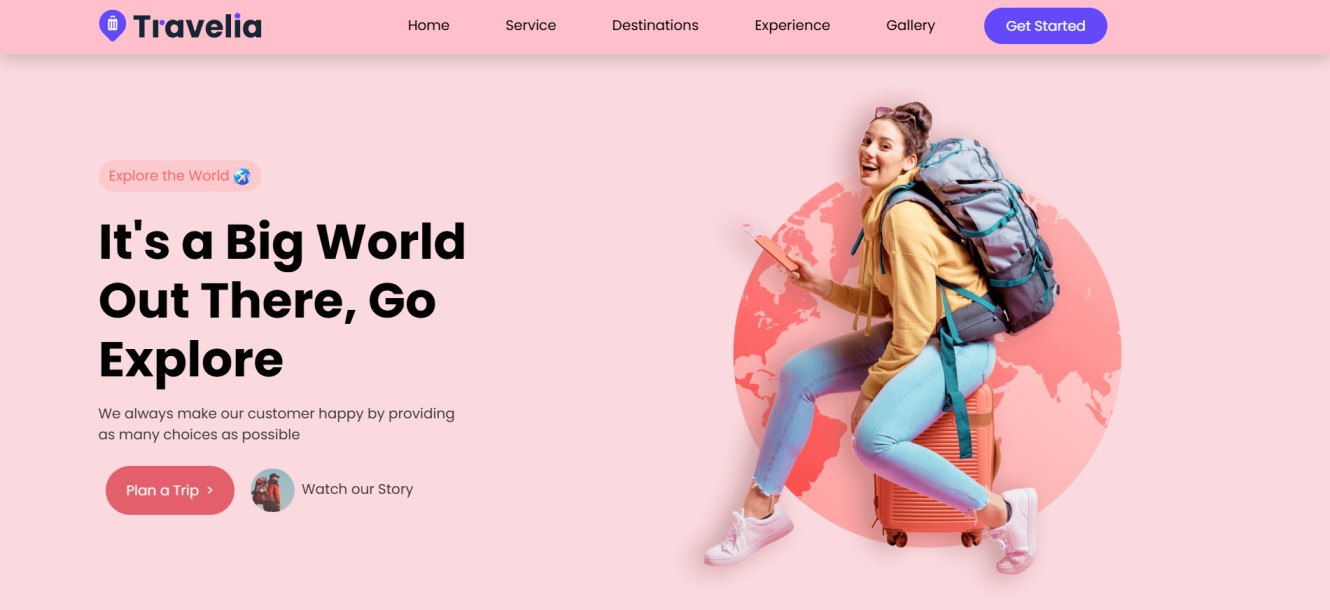 Travelia
Home
Service
Destinations
Experience
Gallery
Get Started
Explore the World
It's a Big World
Out There, Go
Explore
We always make our customer happy by providing
as many choices as possible
Plan a Trip >
Watch our Story